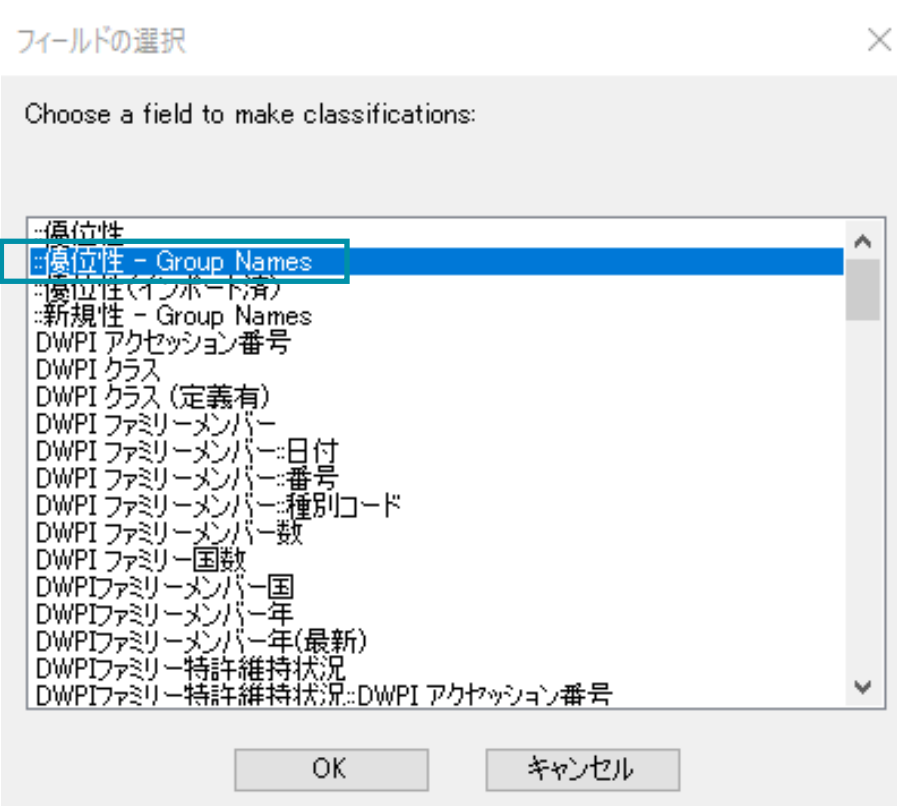 フィールドの選択
Choose a field to make classifications:
::優位性
::優位性 - Group Names
::優位性(インポート済)
::新規性 - Group Names
DWPI アクセッション番号
DWPI クラス
DWPI クラス (定義有)
DWPI ファミリーメンバー
DWPI ファミリーメンバー::日付
DWPI ファミリーメンバー::番号
DWPI ファミリーメンバー::種別コード
DWPI ファミリーメンバー数
DWPI ファミリー国数
DWPIファミリーメンバー国
DWPIファミリーメンバー年
DWPIファミリーメンバー年(最新)
DWPIファミリー特許維持状況
DWPIファミリー特許維持状況::DWPI アクセッション番号
OK
キャンセル